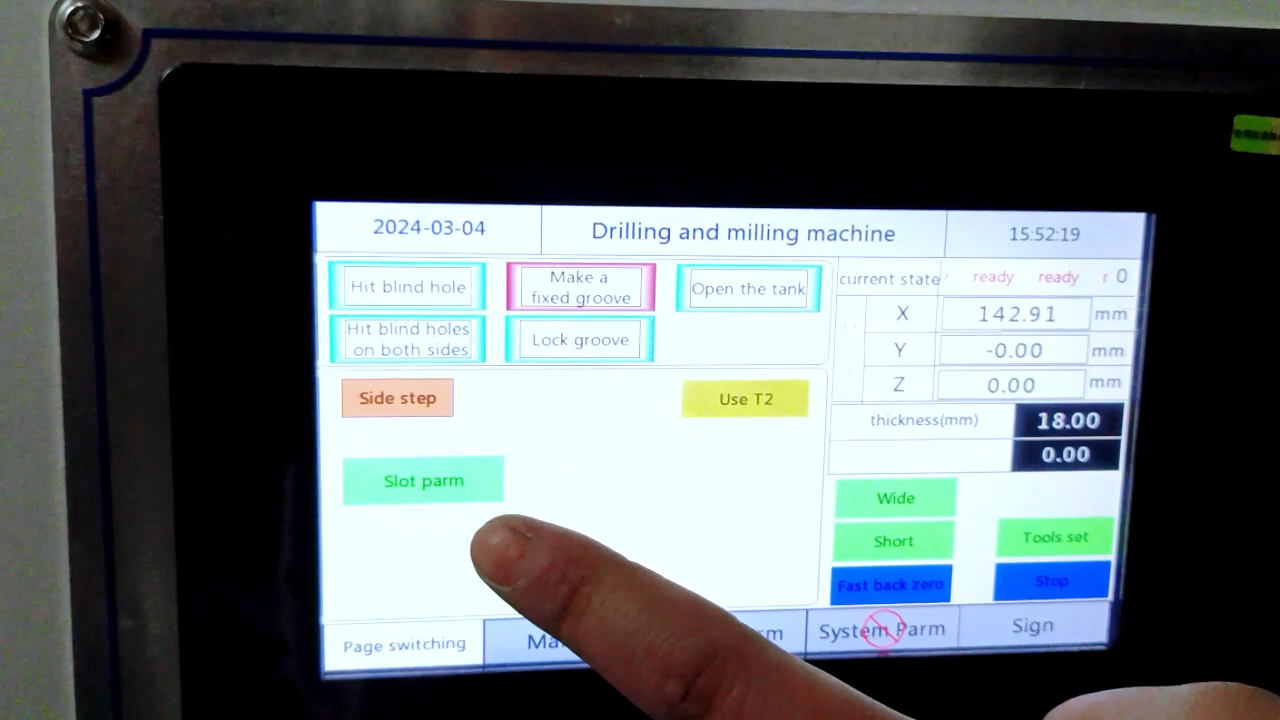 2024-03-04
Drilling and milling machine
15:52:19
Hit blind hole
Make a
fixed groove
Open the tank
Hit blind holes
on both sides
Lock groove
current state
ready
ready
r 0
X
142.91
mm
Y
-0.00
mm
Z
0.00
mm
thickness(mm)
18.00
0.00
Side step
Use T2
Slot parm
Wide
Short
Tools set
Fast back zero
Stop
Page switching
System Parm
Sign